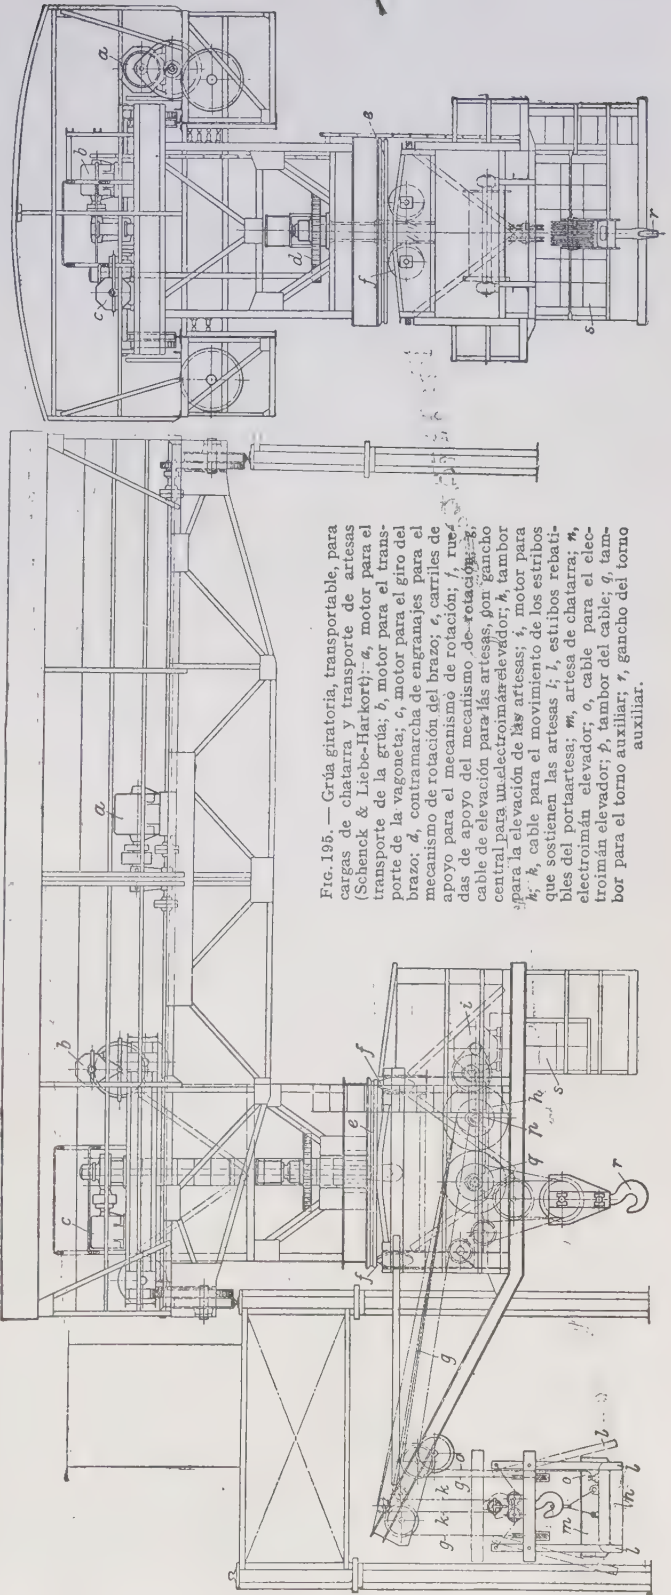 FIG. 195. — Grúa giratoria, transportable, para
cargas de chatarra y transporte de artesas
(Schenck & Liebe-Harkort): a, motor para el
transporte de la grúa; b, motor para el trans-
porte de la vagoneta; c, motor para el giro del
brazo; d, contramarcha de engranajes para el
mecanismo de rotación del brazo; e, carriles de
apoyo para el mecanismo de rotación; f, rue-
das de apoyo del mecanismo de rotación; g,
cable de elevación para las artesas, con gancho
central para un electroimán elevador; h, tambor
para la elevación de las artesas; i, motor para
h; k, cable para el movimiento de los estribos
que sostienen las artesas l; l, estribos rebati-
bles del portaartesa; m, artesa de chatarra; n,
electroimán elevador; o, cable para el elec-
troimán elevador; p, tambor del cable; q, tam-
bor para el torno auxiliar; r, gancho del torno
auxiliar.
a
b
c
d
e
f
r
s
a
b
c
e
f
f
i
h
p
q
s
r
g
g
k
k
g
o
l
l
m
o
n
l